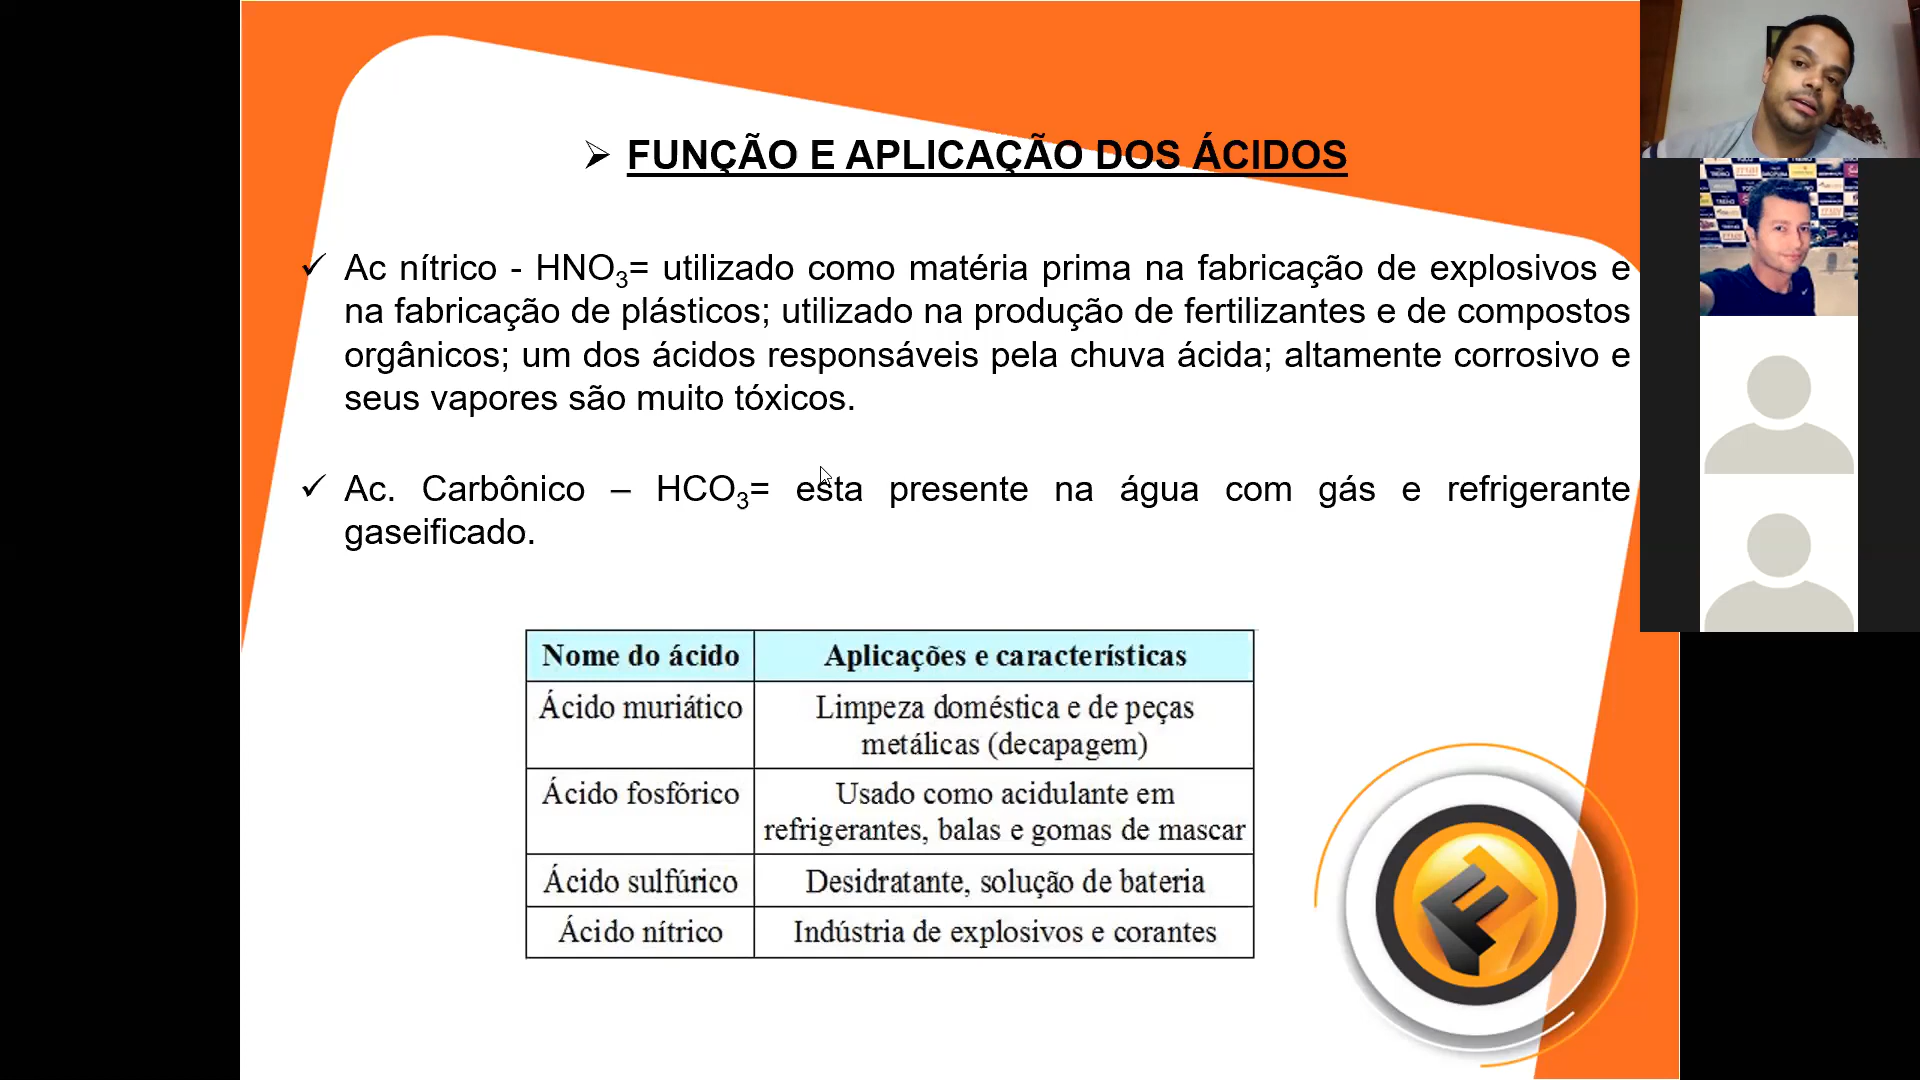 ➢ FUNÇÃO E APLICAÇÃO DOS ÁCIDOS
✓ Ac nítrico - HNO₃= utilizado como matéria prima na fabricação de explosivos e
na fabricação de plásticos; utilizado na produção de fertilizantes e de compostos
orgânicos; um dos ácidos responsáveis pela chuva ácida; altamente corrosivo e
seus vapores são muito tóxicos.
✓ Ac. Carbônico – HCO₃= esta presente na água com gás e refrigerante
gaseificado.
Nome do ácido Aplicações e características
Ácido muriático Limpeza doméstica e de peças
metálicas (decapagem)
Ácido fosfórico Usado como acidulante em
refrigerantes, balas e gomas de mascar
Ácido sulfúrico Desidratante, solução de bateria
Ácido nítrico Indústria de explosivos e corantes